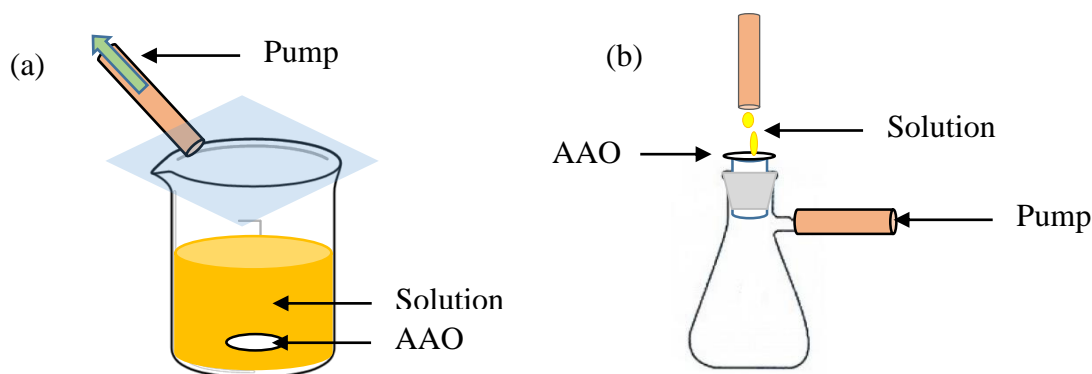 (a)
Pump
Solution
AAO
(b)
Solution
AAO
Pump